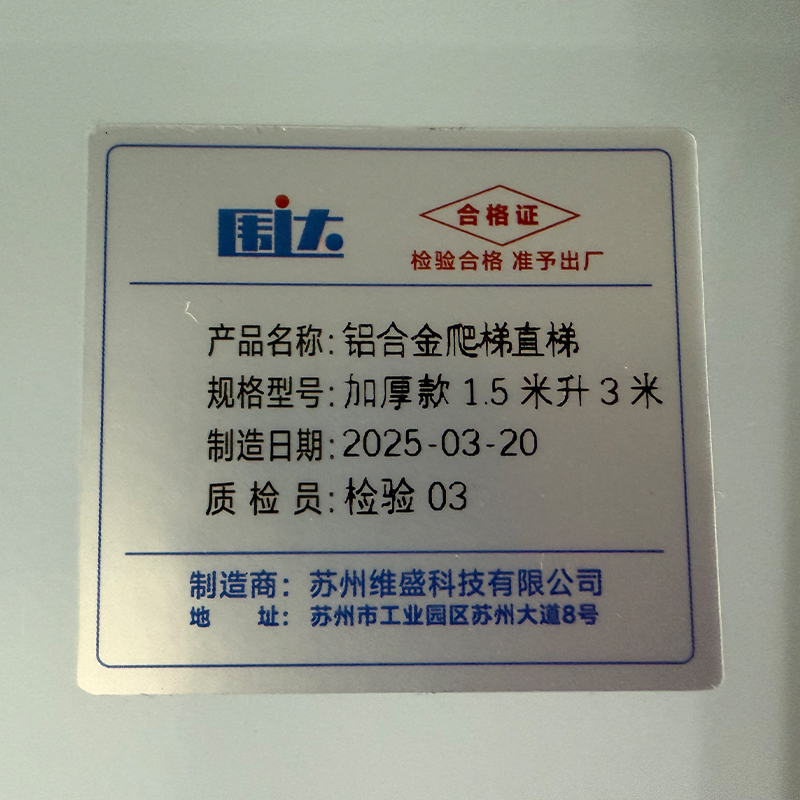 围达
合格证
检验合格 准予出厂
产品名称：铝合金爬梯直梯
规格型号：加厚款 1.5 米升 3 米
制造日期：2025-03-20
质 检 员：检验 03
制造商：苏州维盛科技有限公司
地 址：苏州市工业园区苏州大道8号